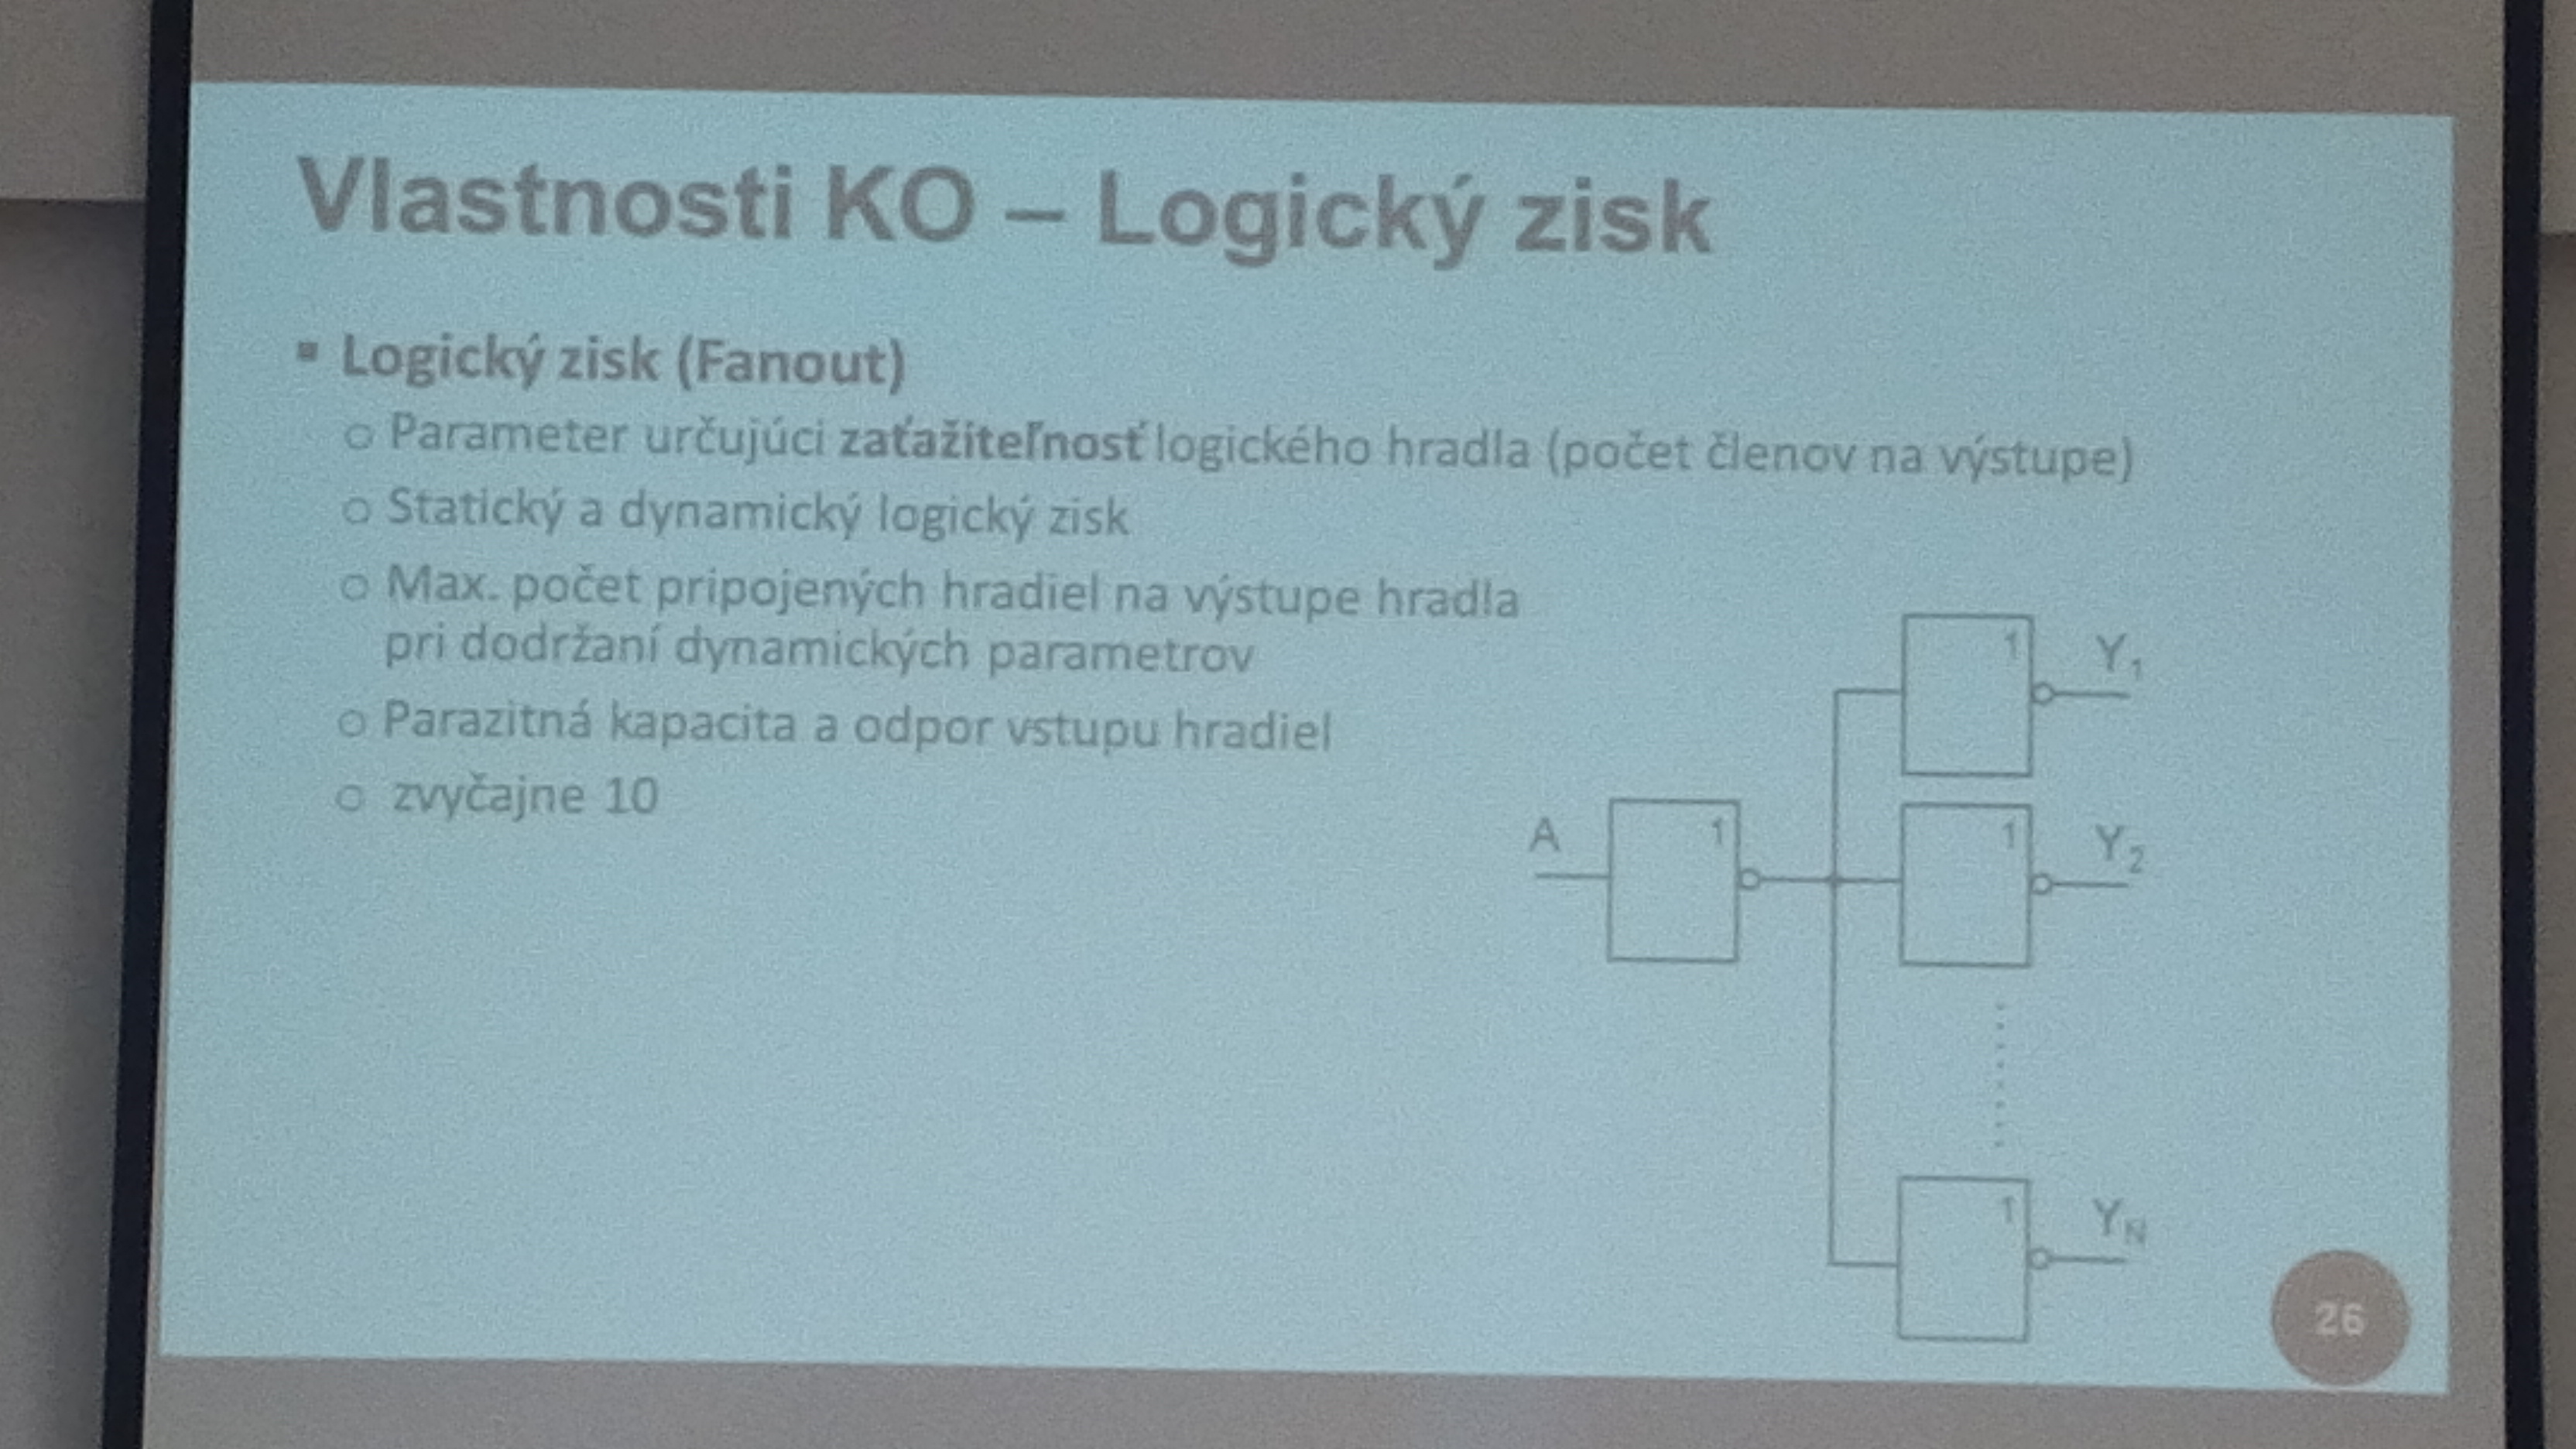 Vlastnosti KO – Logický zisk
▪ Logický zisk (Fanout)
o Parameter určujúci zaťažiteľnosť logického hradla (počet členov na výstupe)
o Statický a dynamický logický zisk
o Max. počet pripojených hradiel na výstupe hradla
pri dodržaní dynamických parametrov
o Parazitná kapacita a odpor vstupu hradiel
o zvyčajne 10
1 Y₁
A 1 1 Y₂
1 Y_N
26